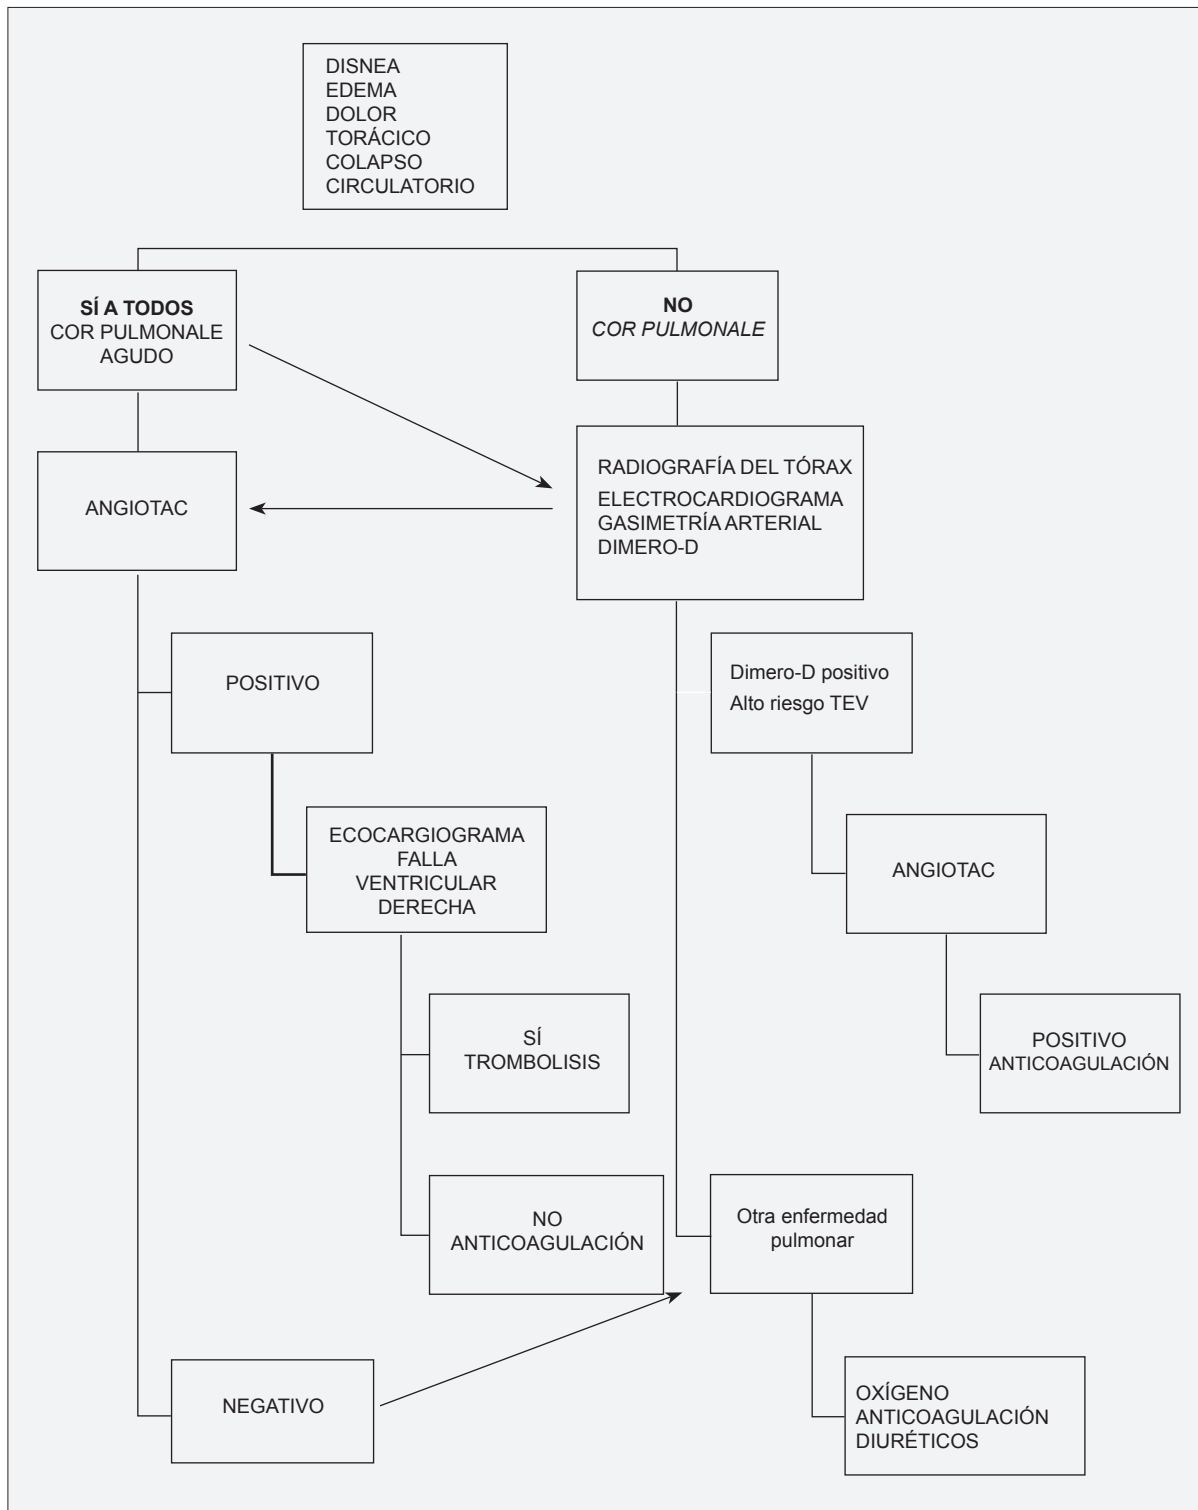 DISNEA
EDEMA
DOLOR
TORÁCICO
COLAPSO
CIRCULATORIO
SÍ A TODOS
COR PULMONALE
AGUDO
NO
COR PULMONALE
ANGIOTAC
RADIOGRAFÍA DEL TÓRAX
ELECTROCARDIOGRAMA
GASIMETRÍA ARTERIAL
DIMERO-D
POSITIVO
Dimero-D positivo
Alto riesgo TEV
ECOCARGIOGRAMA
FALLA
VENTRICULAR
DERECHA
ANGIOTAC
SÍ
TROMBOLISIS
POSITIVO
ANTICOAGULACIÓN
NO
ANTICOAGULACIÓN
Otra enfermedad
pulmonar
NEGATIVO
OXÍGENO
ANTICOAGULACIÓN
DIURÉTICOS